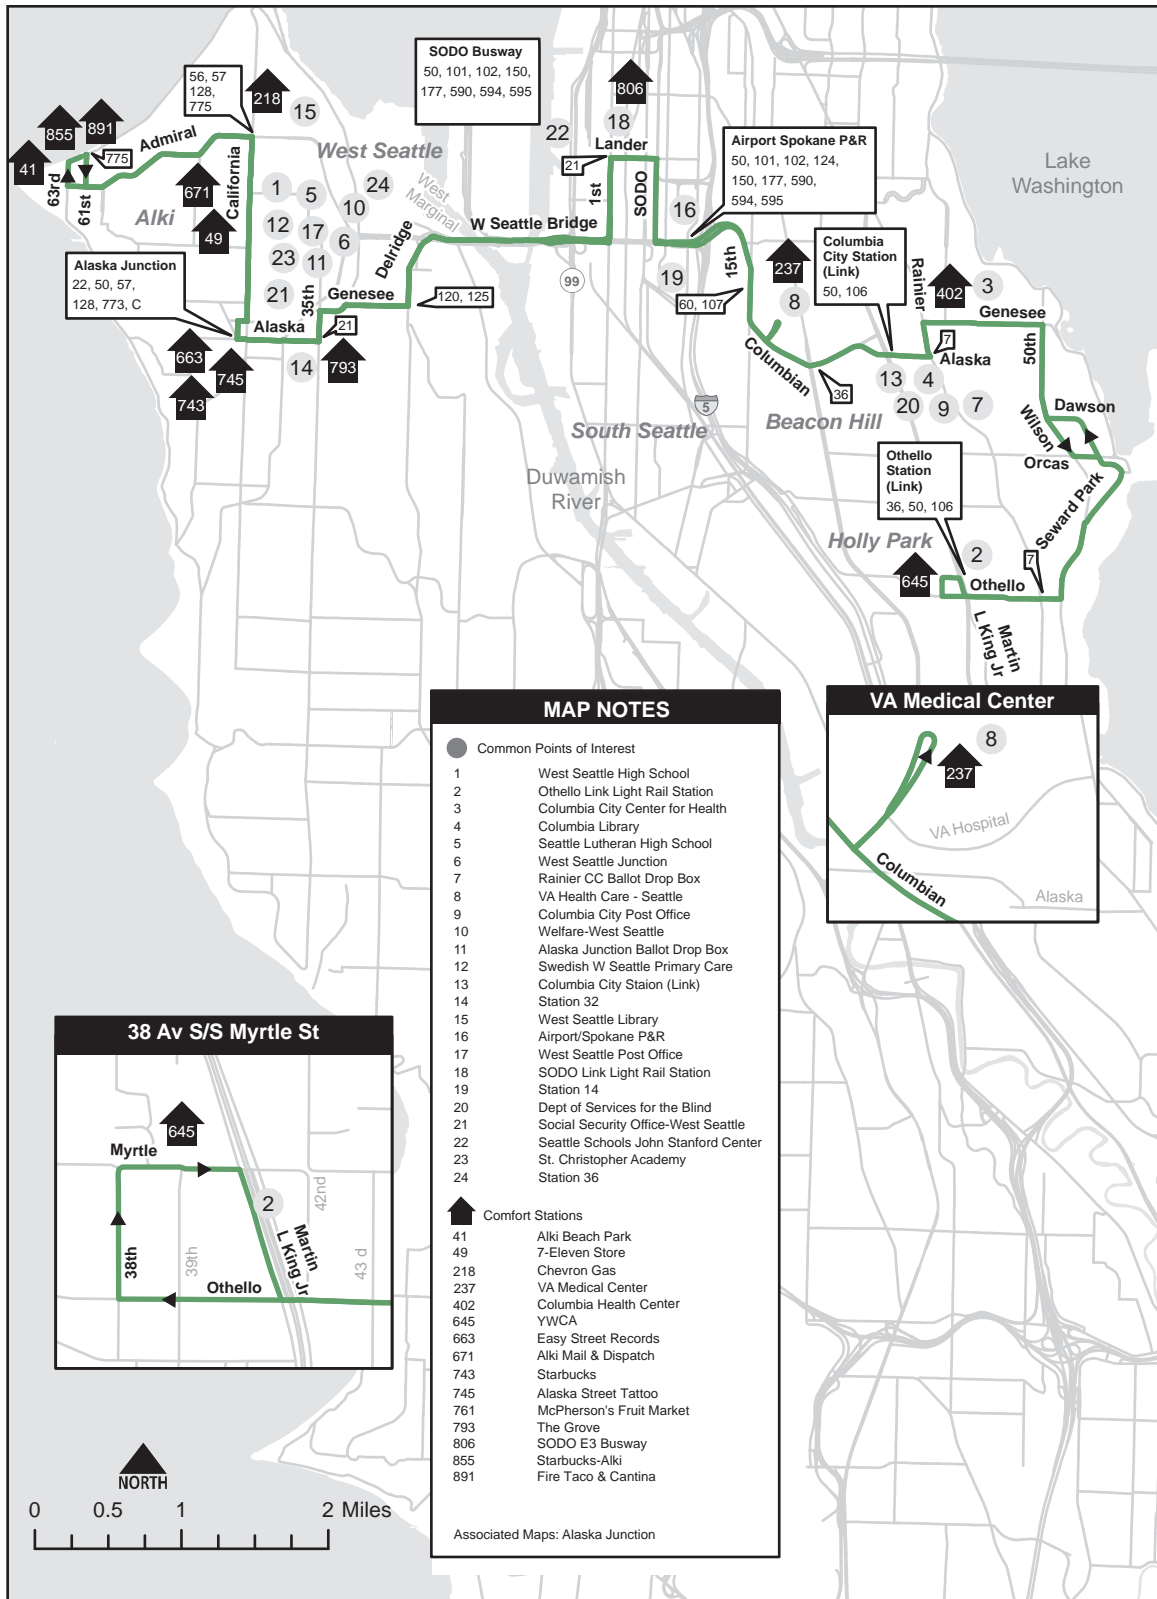 SODO Busway
50, 101, 102, 150,
177, 590, 594, 595
56, 57
128,
775
218
15
806
18
22
Lander
21
1st
SODO
855
891
41
775
Admiral
63rd
61st
Alki
671
49
California
West Seattle
1
5
24
10
12
17
6
23
11
21
West
Marginal
Delridge
W Seattle Bridge
Airport Spokane P&R
50, 101, 102, 124,
150, 177, 590,
594, 595
16
19
99
15th
60, 107
Lake
Washington
237
8
Columbia
City Station
(Link)
50, 106
Rainier
402
3
Genesee
Alaska Junction
22, 50, 57,
128, 773, C
Alaska
35th
Genesee
120, 125
21
663
743
745
14
793
Columbian
36
7
Alaska
50th
13
4
20
9
7
5
Beacon Hill
South Seattle
Duwamish
River
Wilson
Dawson
Orcas
Seward Park
Othello
Station
(Link)
36, 50, 106
Holly Park
645
2
7
Othello
Martin
L King Jr
VA Medical Center
8
237
VA Hospital
Columbian
Alaska
MAP NOTES
Common Points of Interest
1 West Seattle High School
2 Othello Link Light Rail Station
3 Columbia City Center for Health
4 Columbia Library
5 Seattle Lutheran High School
6 West Seattle Junction
7 Rainier CC Ballot Drop Box
8 VA Health Care - Seattle
9 Columbia City Post Office
10 Welfare-West Seattle
11 Alaska Junction Ballot Drop Box
12 Swedish W Seattle Primary Care
13 Columbia City Staion (Link)
14 Station 32
15 West Seattle Library
16 Airport/Spokane P&R
17 West Seattle Post Office
18 SODO Link Light Rail Station
19 Station 14
20 Dept of Services for the Blind
21 Social Security Office-West Seattle
22 Seattle Schools John Stanford Center
23 St. Christopher Academy
24 Station 36
Comfort Stations
41 Alki Beach Park
49 7-Eleven Store
218 Chevron Gas
237 VA Medical Center
402 Columbia Health Center
645 YWCA
663 Easy Street Records
671 Alki Mail & Dispatch
743 Starbucks
745 Alaska Street Tattoo
761 McPherson's Fruit Market
793 The Grove
806 SODO E3 Busway
855 Starbucks-Alki
891 Fire Taco & Cantina
Associated Maps: Alaska Junction
38 Av S/S Myrtle St
645
Myrtle
2
42nd
38th
39th
Martin
L King Jr
43 d
Othello
NORTH
0 0.5 1 2 Miles